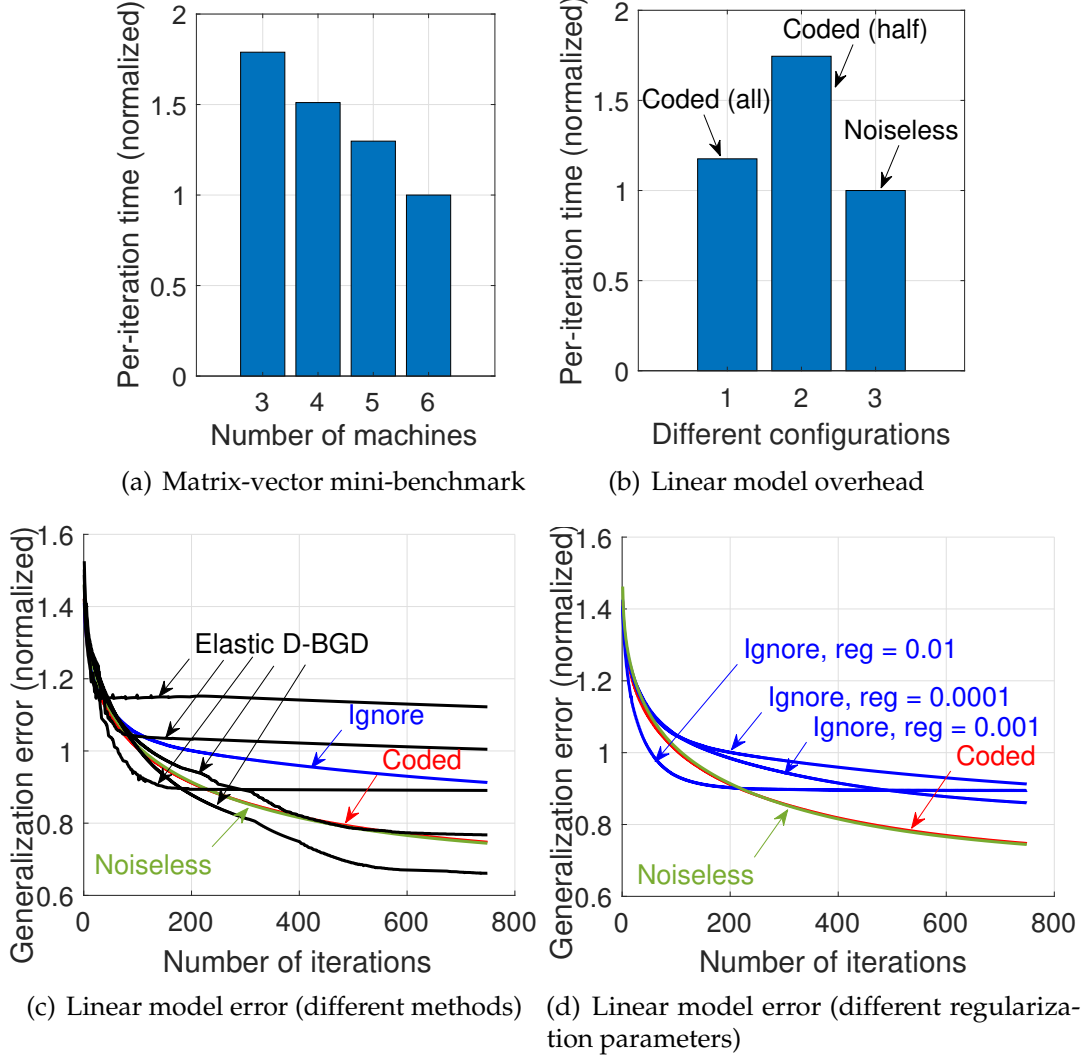 Per-iteration time (normalized)
2
1.5
1
0.5
0
3 4 5 6
Number of machines
(a) Matrix-vector mini-benchmark
Per-iteration time (normalized)
2
1.5
1
0.5
0
Coded (half)
Coded (all)
Noiseless
1 2 3
Different configurations
(b) Linear model overhead
Generalization error (normalized)
1.6
1.4
1.2
1
0.8
0.6
Elastic D-BGD
Ignore
Coded
Noiseless
0 200 400 600 800
Number of iterations
(c) Linear model error (different methods)
Generalization error (normalized)
1.6
1.4
1.2
1
0.8
0.6
Ignore, reg = 0.01
Ignore, reg = 0.0001
Ignore, reg = 0.001
Coded
Noiseless
0 200 400 600 800
Number of iterations
(d) Linear model error (different regulariza-
tion parameters)